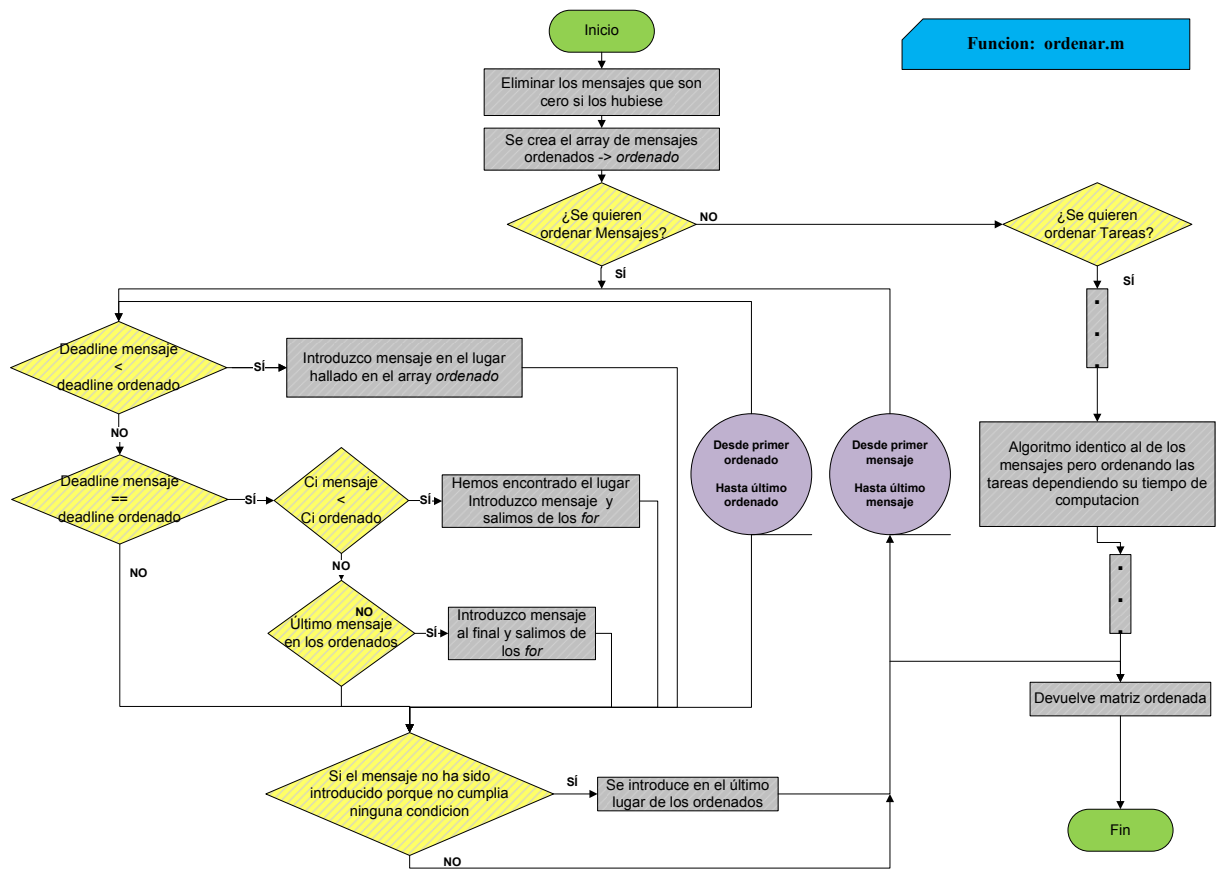 Inicio
Funcion: ordenar.m
Eliminar los mensajes que son
cero si los hubiese
Se crea el array de mensajes
ordenados -> ordenado
¿Se quieren
ordenar Mensajes?
NO
¿Se quieren
ordenar Tareas?
SÍ
SÍ
Deadline mensaje
<
deadline ordenado
SÍ
Introduzco mensaje en el lugar
hallado en el array ordenado
NO
Desde primer
ordenado
Hasta último
ordenado
Desde primer
mensaje
Hasta último
mensaje
Algoritmo identico al de los
mensajes pero ordenando las
tareas dependiendo su tiempo de
computacion
Deadline mensaje
==
deadline ordenado
SÍ
Ci mensaje
<
Ci ordenado
SÍ
Hemos encontrado el lugar
Introduzco mensaje y
salimos de los for
NO
NO
NO
Último mensaje
en los ordenados
SÍ
Introduzco mensaje
al final y salimos de
los for
Devuelve matriz ordenada
Si el mensaje no ha sido
introducido porque no cumplia
ninguna condicion
SÍ
Se introduce en el último
lugar de los ordenados
NO
Fin